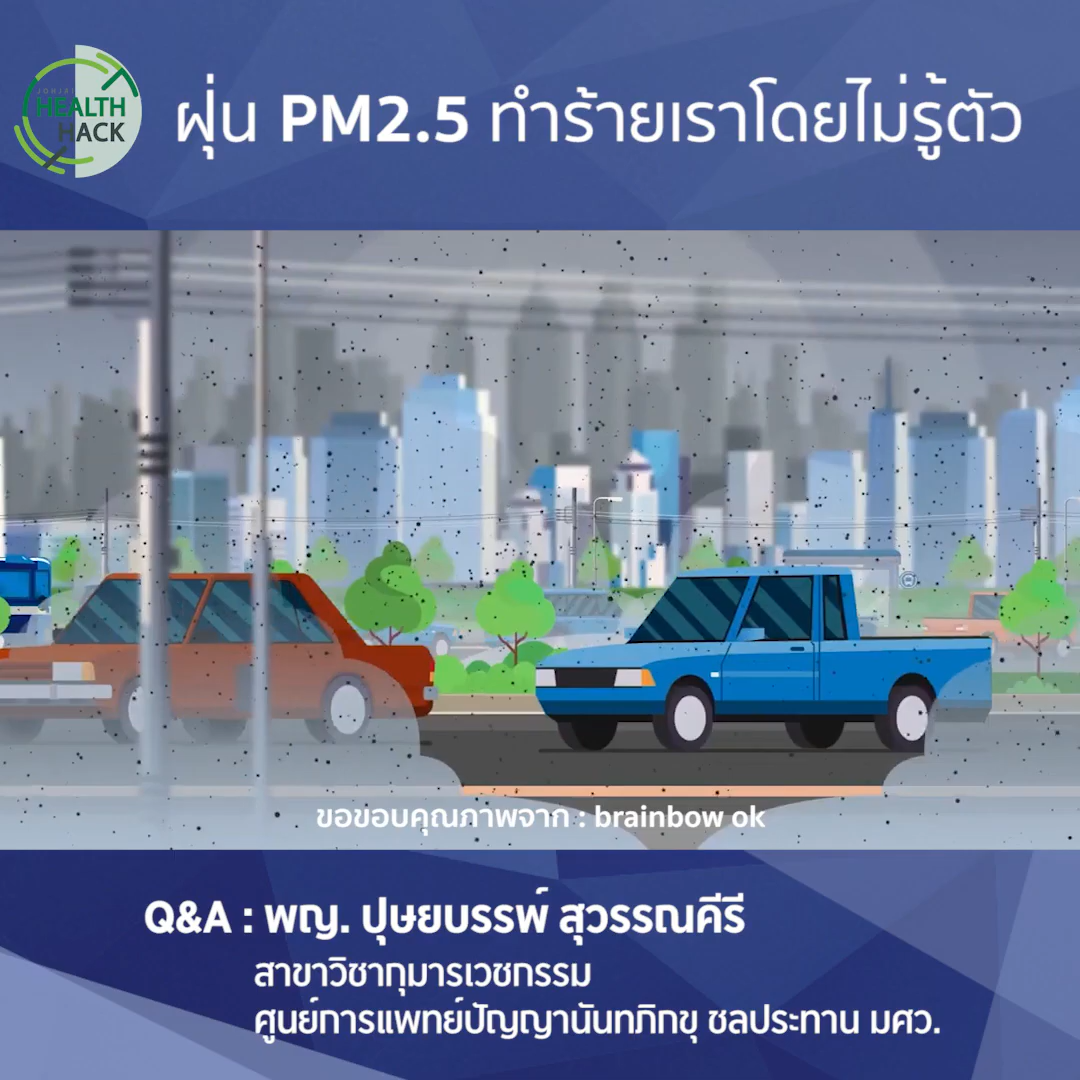 HEALTH
HACK
ฝุ่น PM2.5 ทำร้ายเราโดยไม่รู้ตัว
ขอขอบคุณภาพจาก : brainbow ok
Q&A : พญ. ปุษยบรรพ์ สุวรรณคีรี
สาขาวิชากุมารเวชกรรม
ศูนย์การแพทย์ปัญญานันทภิกขุ ชลประทาน มศว.